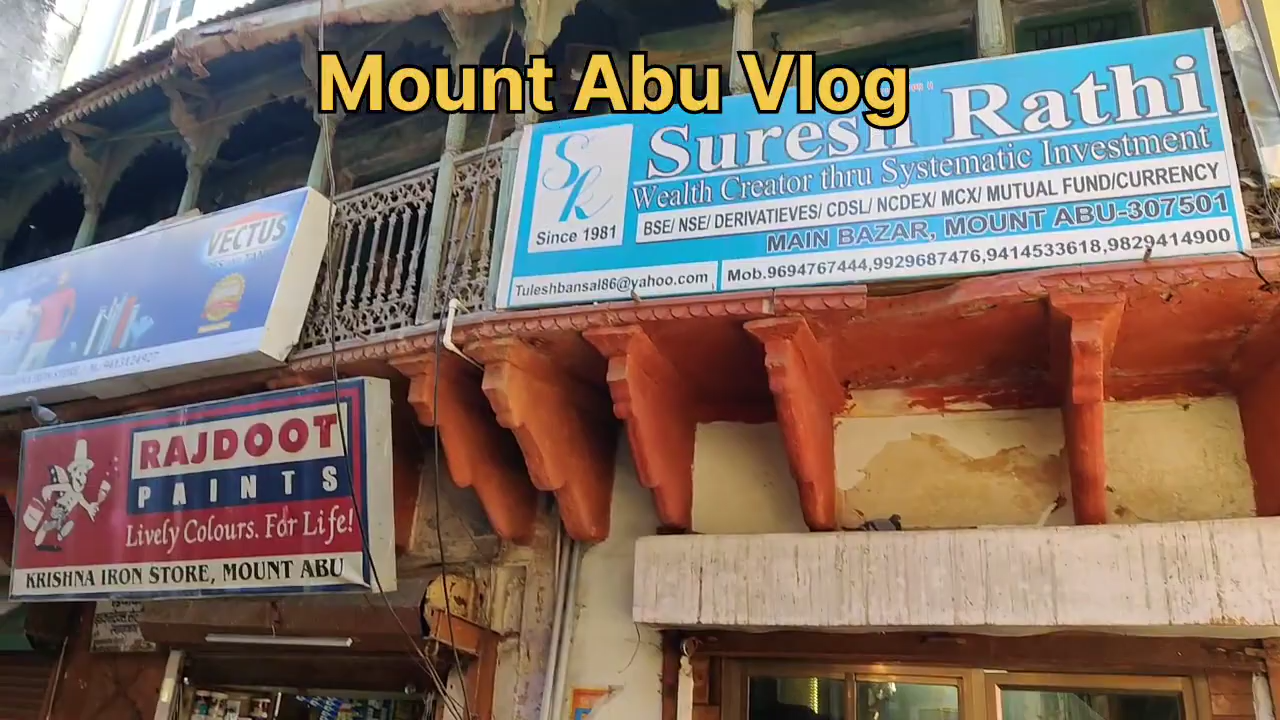 Mount Abu Vlog
Suresh Rathi
Wealth Creator thru Systematic Investment
BSE/ NSE/ DERIVATIEVES/ CDSL/ NCDEX/ MCX/ MUTUAL FUND/CURRENCY
MAIN BAZAR, MOUNT ABU-307501
Sk
Since 1981
Tuleshbansal86@yahoo.com
Mob.9694767444,9929687476,9414533618,9829414900
VECTUS
RAJDOOT
PAINTS
Lively Colours. For Life!
KRISHNA IRON STORE, MOUNT ABU